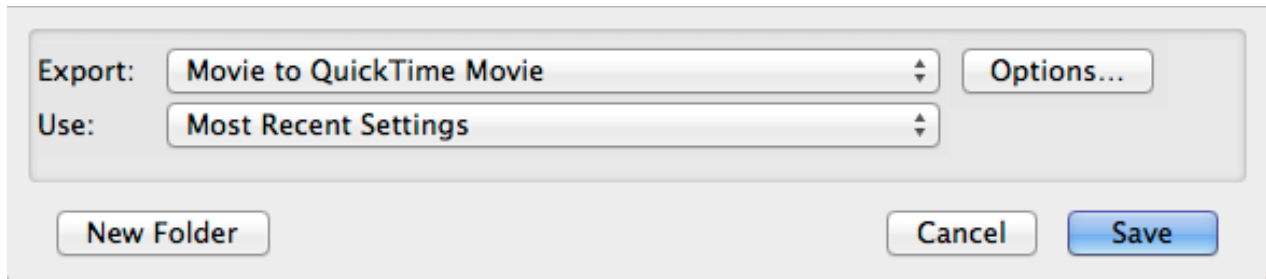 Export: Movie to QuickTime Movie Options...
Use: Most Recent Settings
New Folder Cancel Save